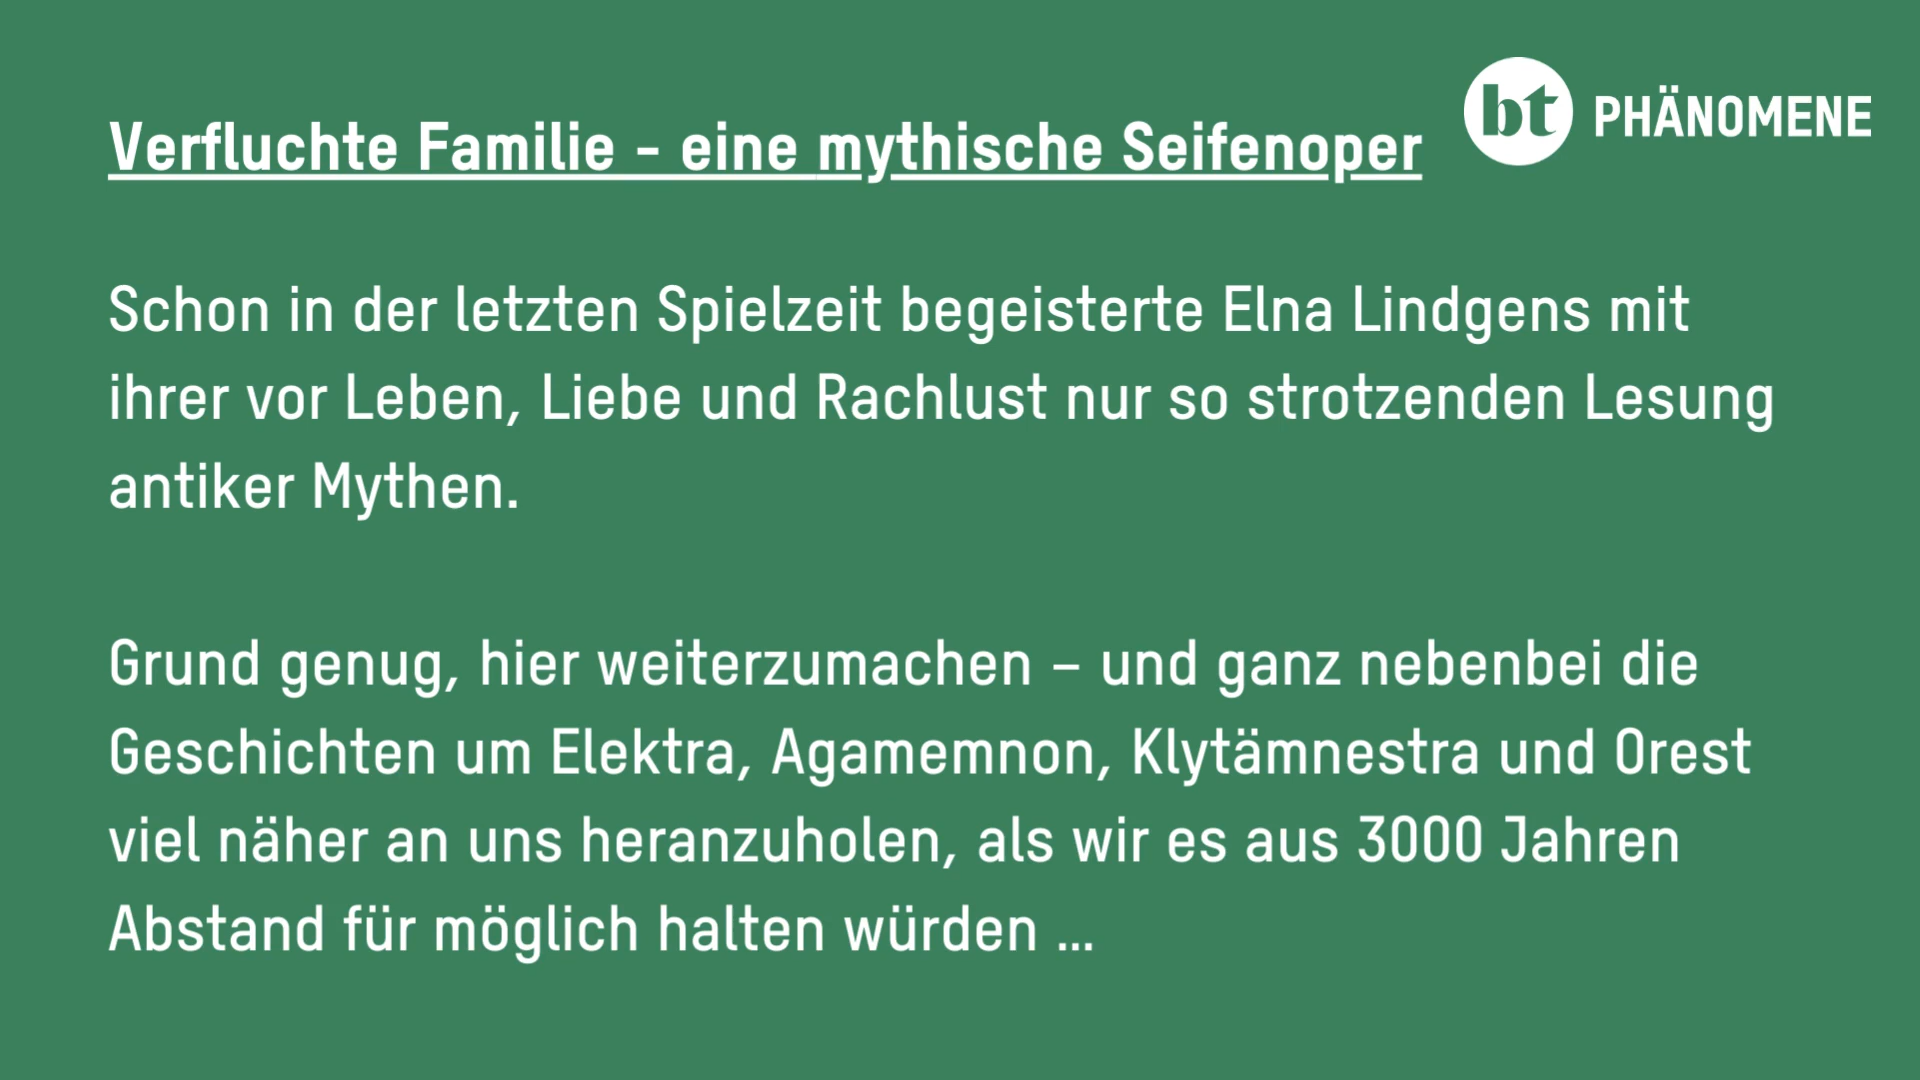 bt PHÄNOMENE
Verfluchte Familie - eine mythische Seifenoper
Schon in der letzten Spielzeit begeisterte Elna Lindgens mit
ihrer vor Leben, Liebe und Rachlust nur so strotzenden Lesung
antiker Mythen.
Grund genug, hier weiterzumachen – und ganz nebenbei die
Geschichten um Elektra, Agamemnon, Klytämnestra und Orest
viel näher an uns heranzuholen, als wir es aus 3000 Jahren
Abstand für möglich halten würden ...